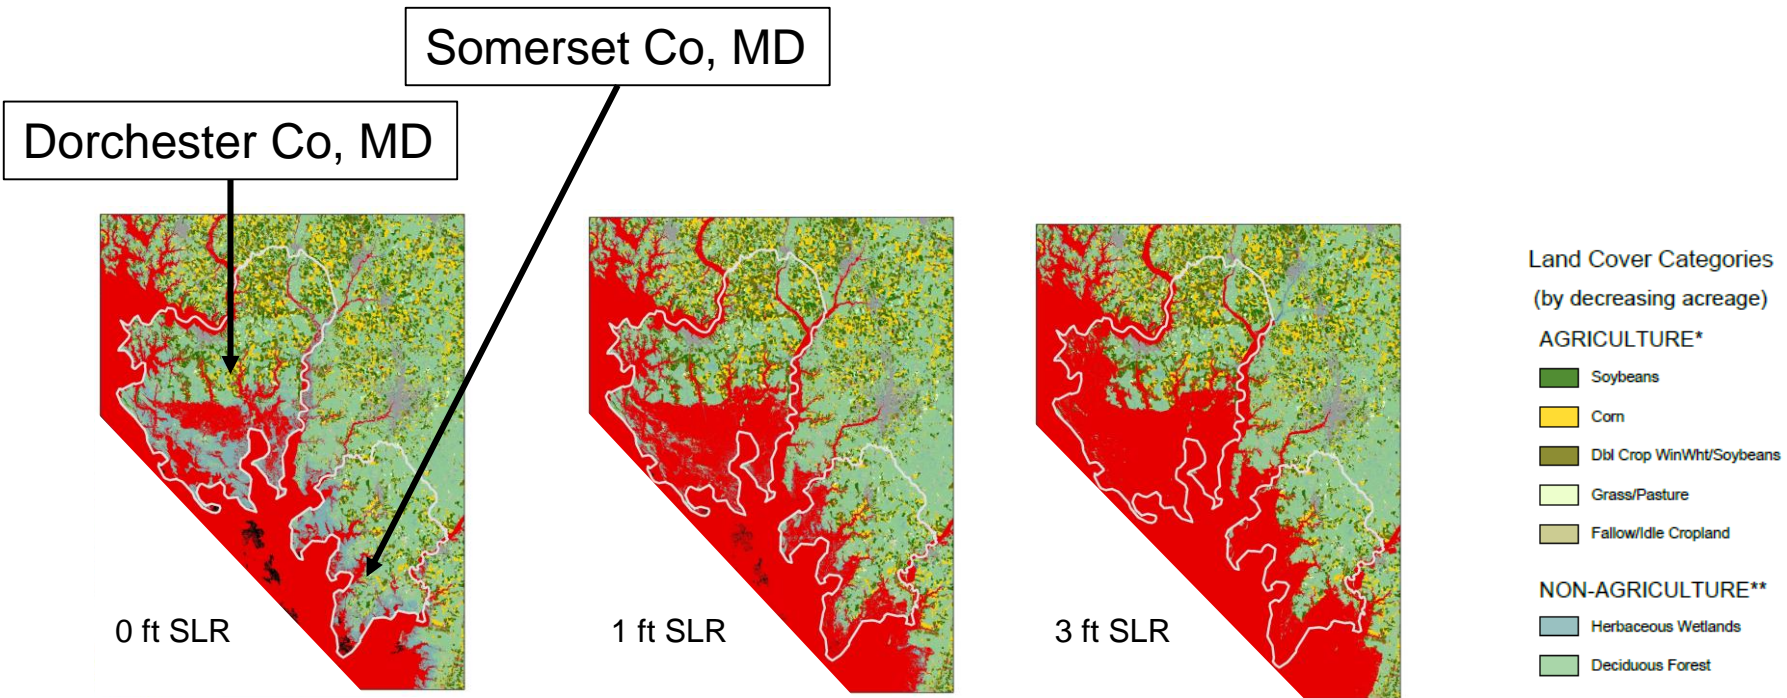 Somerset Co, MD
Dorchester Co, MD
0 ft SLR
1 ft SLR
3 ft SLR
Land Cover Categories
(by decreasing acreage)
AGRICULTURE*
Soybeans
Corn
Dbl Crop WinWht/Soybeans
Grass/Pasture
Fallow/Idle Cropland
NON-AGRICULTURE**
Herbaceous Wetlands
Deciduous Forest